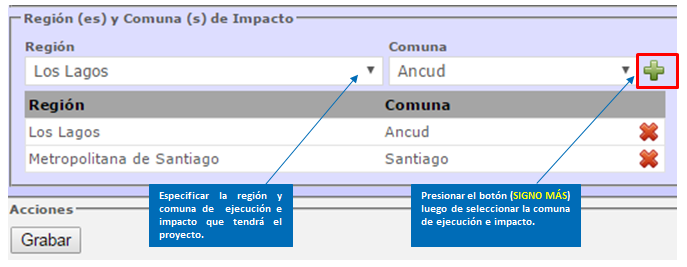 Región (es) y Comuna (s) de Impacto
Región Comuna
Los Lagos Ancud
Región Comuna
Los Lagos Ancud
Metropolitana de Santiago Santiago
Especificar la región y
comuna de ejecución e
impacto que tendrá el
proyecto.
Presionar el botón (SIGNO MÁS)
luego de seleccionar la comuna
de ejecución e impacto.
Acciones
Grabar